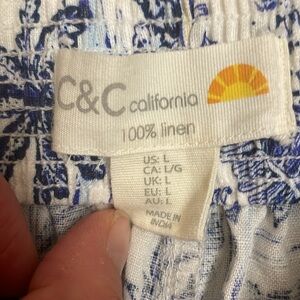 C&C california
100% linen
US: L
CA: L/G
UK: L
EU: L
AU: L
MADE IN
INDIA